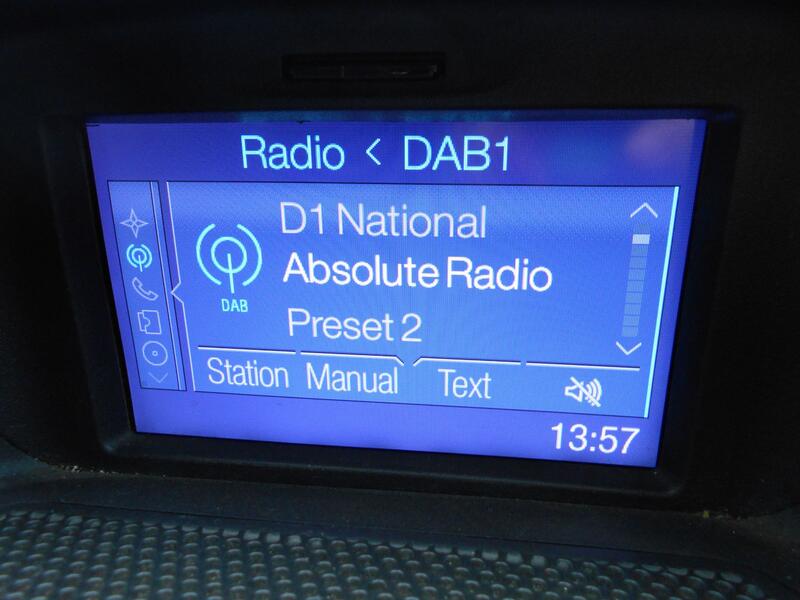 Radio < DAB1
D1 National
Absolute Radio
DAB
Preset 2
Station Manual Text
13:57